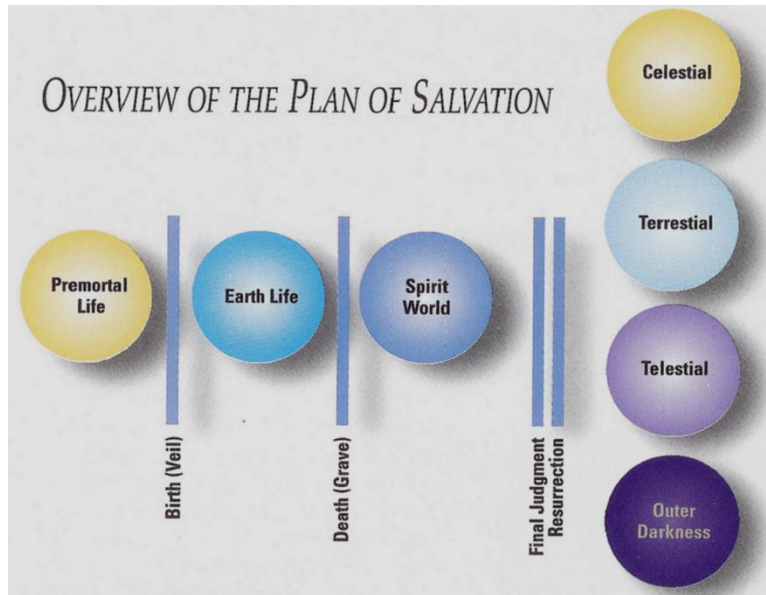 OVERVIEW OF THE PLAN OF SALVATION
Celestial
Terrestial
Premortal
Life
Earth Life
Spirit
World
Telestial
Birth (Veil)
Death (Grave)
Final Judgment
Resurrection
Outer
Darkness